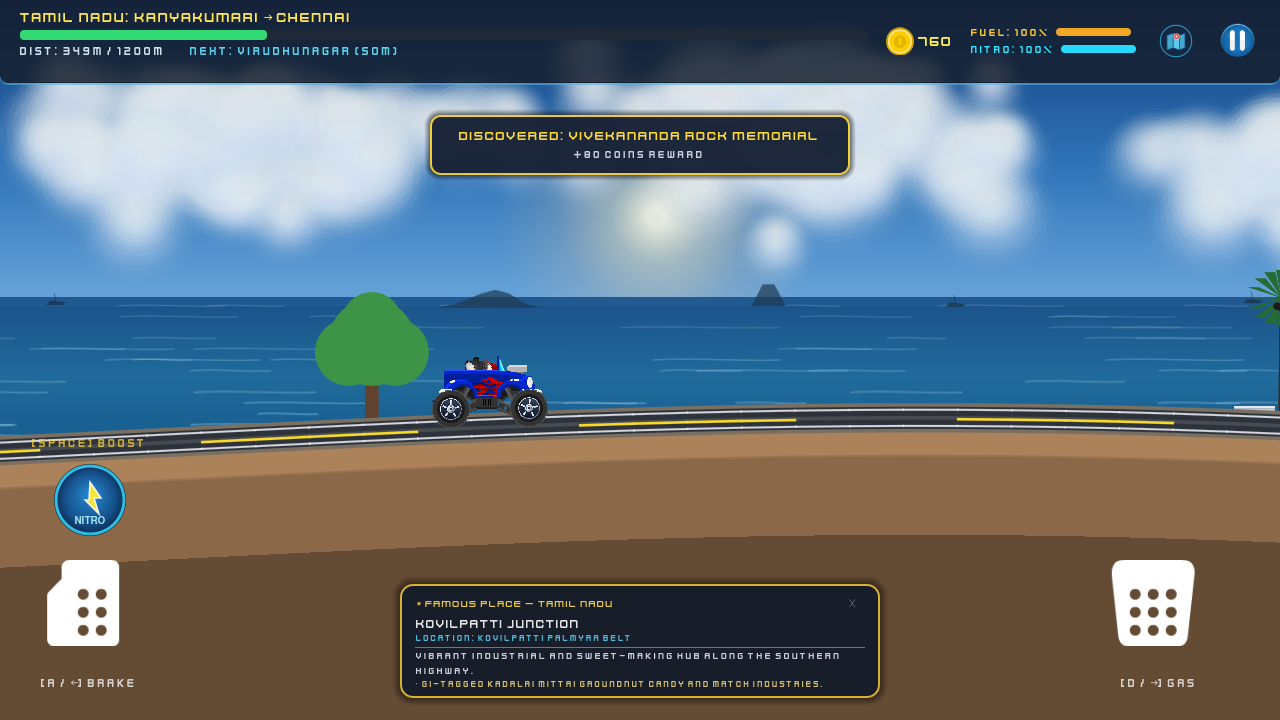 TAMIL NADU: KANYAKUMARI → CHENNAI
DIST: 349M / 1200M NEXT: VIRUDHUNAGAR (50M)
760
FUEL: 100%
NITRO: 100%
DISCOVERED: VIVEKANANDA ROCK MEMORIAL
+80 COINS REWARD
[SPACE] BOOST
NITRO
[A / ←] BRAKE
[D / →] GAS
★ FAMOUS PLACE — TAMIL NADU X
KOVILPATTI JUNCTION
LOCATION: KOVILPATTI PALMYRA BELT
VIBRANT INDUSTRIAL AND SWEET-MAKING HUB ALONG THE SOUTHERN
HIGHWAY.
· GI-TAGGED KADALAI MITTAI GROUNDNUT CANDY AND MATCH INDUSTRIES.